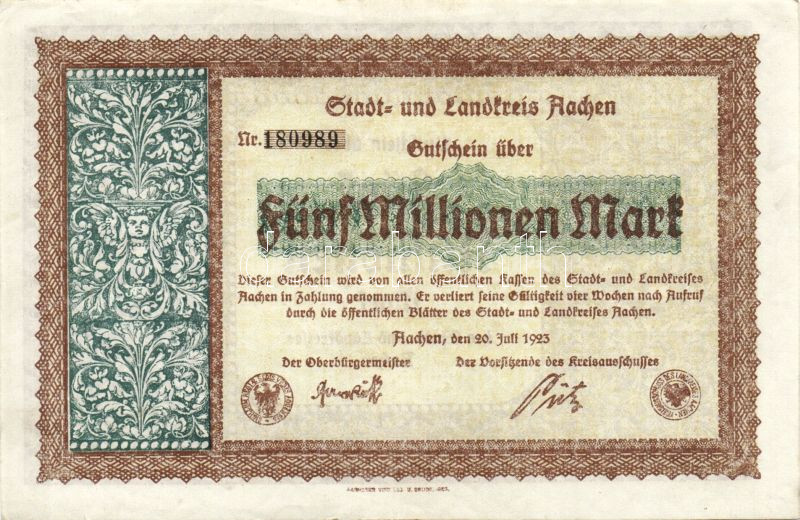 Stadt- und Landkreis Aachen
Nr. 180989
Gutschein über
Fünf Millionen Mark
Dieser Gutschein wird von allen öffentlichen Kassen des Stadt- und Landkreises
Aachen in Zahlung genommen. Er verliert seine Gültigkeit vier Wochen nach Aufruf
durch die öffentlichen Blätter des Stadt- und Landkreises Aachen.
Aachen, den 20. Juli 1923
Der Oberbürgermeister
Der Vorsitzende des Kreisausschusses
darabanth